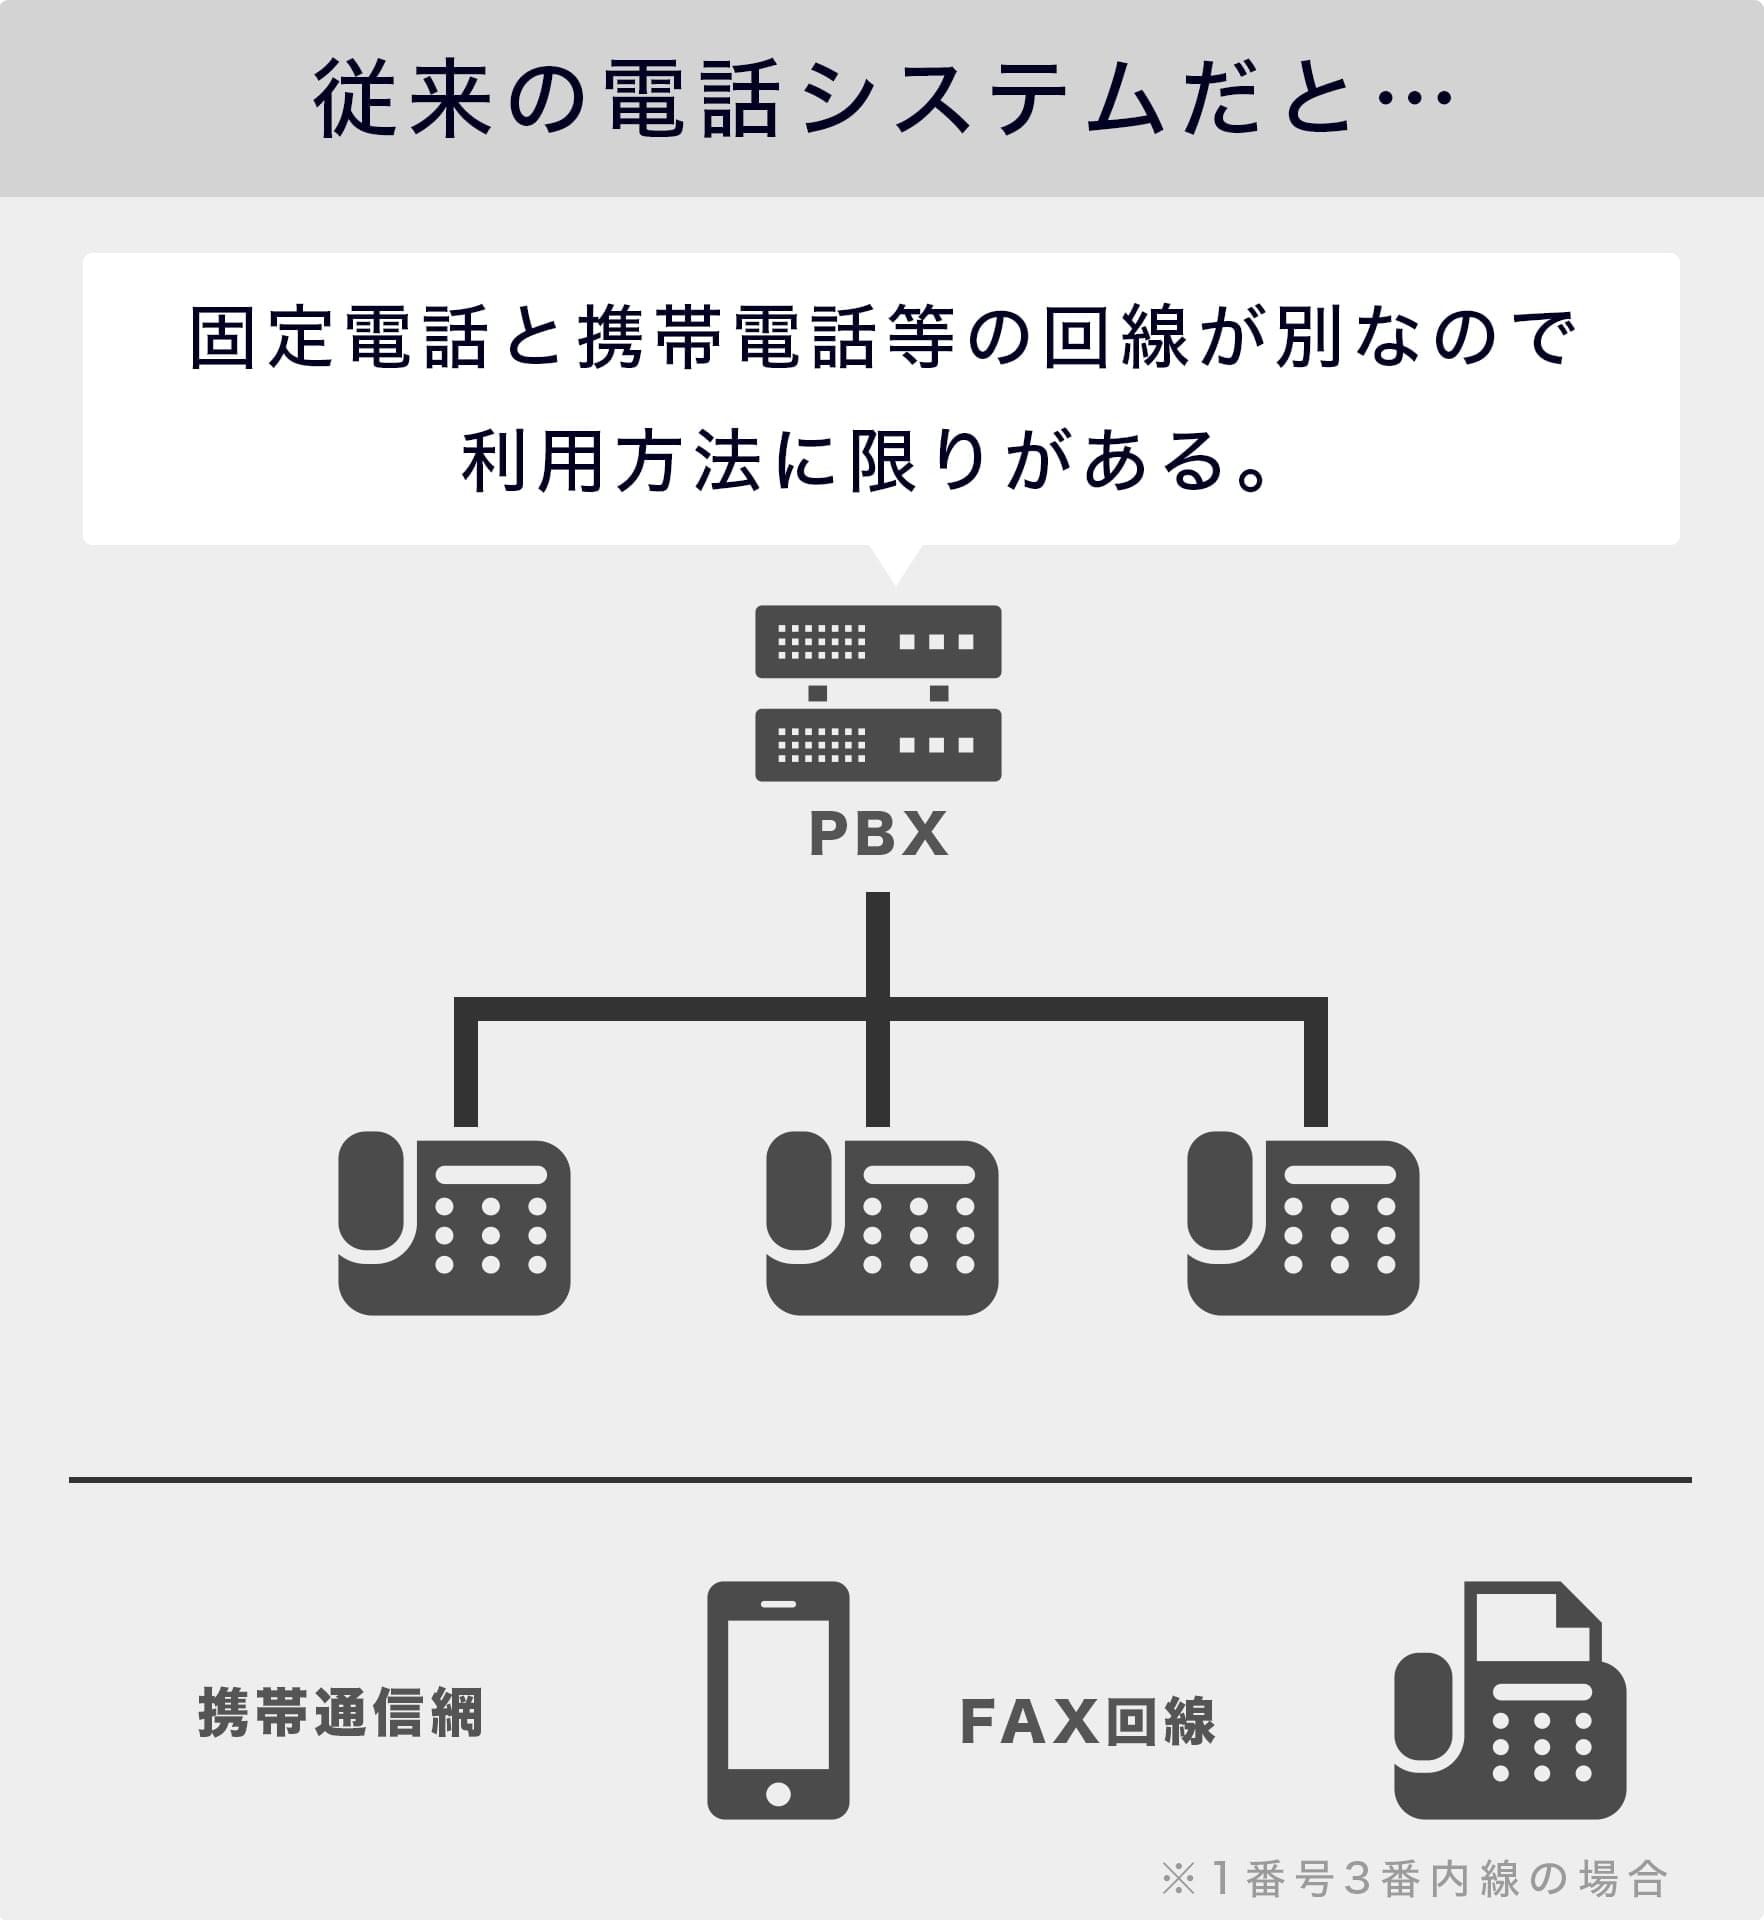 従来の電話システムだと…
固定電話と携帯電話等の回線が別なので
利用方法に限りがある。
PBX
携帯通信網
FAX回線
※1番号3番内線の場合